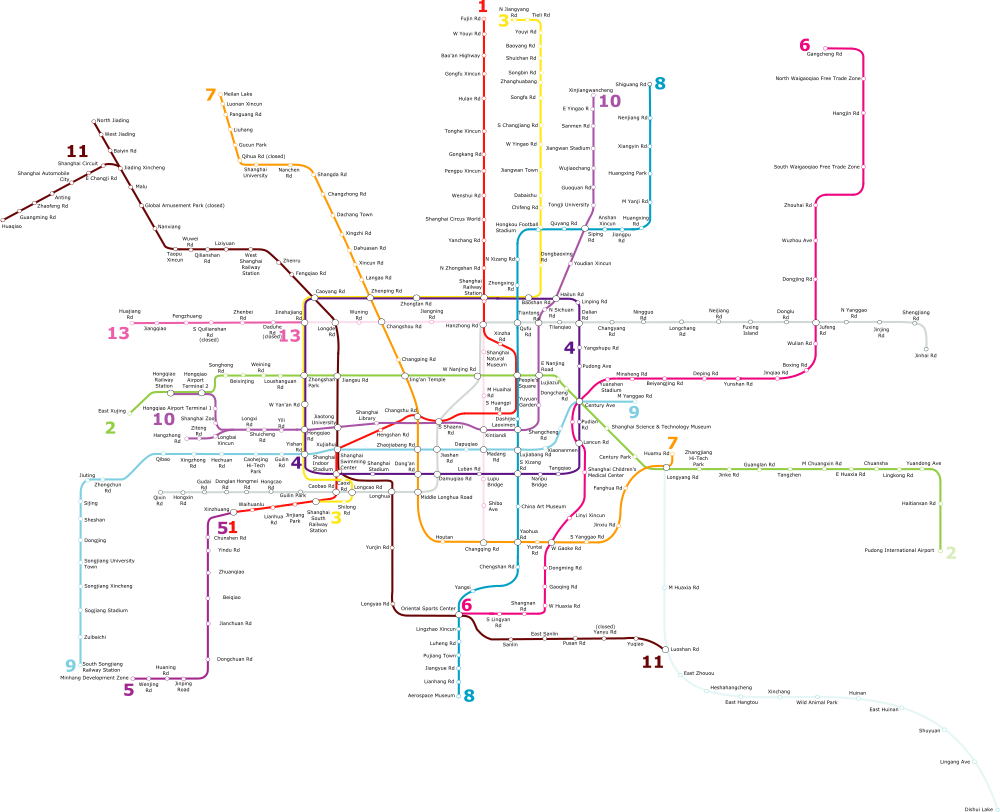 1
Fujin Rd
W Youyi Rd
Bao'an Highway
Gongfu Xincun
Hulan Rd
Tonghe Xincun
Gongkang Rd
Pengpu Xincun
Wenshui Rd
Shanghai Circus World
Yanchang Rd
N Zhongshan Rd
Shanghai
Railway
Station
N Jiangyang
Rd
3
Tieli Rd
Youyi Rd
Baoyang Rd
Shuichan Rd
Songbin Rd
Zhanghuabang
Songfa Rd
S Changjiang Rd
W Yingao Rd
Jiangwan Town
Dabaishu
Chifeng Rd
Hongkou Football
Stadium
N Xizang Rd
Zhongxing
Rd
Dongbaoxing
Rd
Xinjiangwancheng
10
E Yingao R
Sanmen Rd
Jiangwan Stadium
Wujiaochang
Guoquan Rd
Tongji University
Quyang Rd
Siping
Rd
Youdian Xincun
Shiguang Rd
8
Nenjiang Rd
Xiangyin Rd
Huangxing Park
M Yanji Rd
Huangxing
Rd
Anshan
Xincun
Jiangpu
Rd
6
Gangcheng Rd
North Waigaoqiao Free Trade Zone
Hangjin Rd
South Waigaoqiao Free Trade Zone
Zhouhai Rd
Wuzhou Ave
Dongjing Rd
Jufeng
Rd
Wulian Rd
Boxing Rd
Jinqiao Rd
Yunshan Rd
Deping Rd
Beiyangjing Rd
Minsheng Rd
Yuanshen
Stadium
7
Meilan Lake
Luonan Xincun
Panguang Rd
Liuhang
Gucun Park
Qihua Rd (closed)
Shanghai
University
Nanchen
Rd
Shangda Rd
Changzhong Rd
Dachang Town
Xingzhi Rd
Dahuasan Rd
Xincun Rd
Langao Rd
North Jiading
West Jiading
Baiyin Rd
11
Shanghai Circuit
Jiading Xincheng
Shanghai Automobile
City
E Changji Rd
Anting
Zhaofeng Rd
Guangming Rd
Huaqiao
Malu
Global Amusement Park (closed)
Nanxiang
Taopu
Xincun
Wuwei
Rd
Qilianshan
Rd
Liziyuan
West
Shanghai
Railway
Station
Zhenru
Fengqiao Rd
Caoyang Rd
Zhenping Rd
Zhongtan Rd
Baoshan Rd
Hailun Rd
Linping Rd
Huajiang
Rd
Jiangqiao
Fengzhuang
S Quilianshan
Rd
(closed)
Zhenbei
Rd
Daduhe
Rd
(closed)
Jinshajiang
Rd
13
13
Longde
Rd
Wuning
Rd
Changshou Rd
Jiangning
Rd
Hanzhong Rd
Xinzha
Rd
Tiantong
Rd
Qufu
Rd
N Sichuan
Rd
Tilanqiao
Dalian
Rd
Changyang
Rd
Ningguo
Rd
Longchang
Rd
Neijiang
Rd
Fuxing
Island
Donglu
Rd
N Yanggao
Rd
Jinjing
Rd
Shengjiang
Rd
Jinhai Rd
4
Yangshupu Rd
Pudong Ave
Shanghai
Natural
Museum
Changping Rd
Songhong
Rd
Beixinjing
Weining
Rd
Loushanguan
Rd
Zhongshan
Park
Jiangsu Rd
Jing'an Temple
W Nanjing Rd
People's
Square
E Nanjing
Road
Lujiazui
Dongchang
Rd
Hongqiao
Railway
Station
Hongqiao
Airport
Terminal 2
Hongqiao Airport Terminal 1
East Xujing
2
10
Shanghai Zoo
Ziteng
Rd
Hangzhong
Rd
Longbai
Xincun
Longxi
Rd
Shuicheng
Rd
Yili
Rd
W Yan'an Rd
Hongqiao
Rd
Jiaotong
University
Shanghai
Library
Changshu
Rd
Hengshan Rd
S Shaanxi
Rd
M Huaihai
Rd
S Huangpi
Rd
Yuyuan
Garden
Dashijie
Laoximen
Xintiandi
Century Ave
M Yanggao Rd
9
Pudian
Rd
Shanghai Science & Technology Museum
Century Park
Lancun Rd
Yishan
Rd
Xujiahui
Zhaojiabang Rd
Jiashan
Rd
Dapuqiao
Madang
Rd
Lujiabang
Rd
Shangcheng
Rd
Xiaonanmen
4
Shanghai
Indoor
Stadium
Shanghai
Swimming
Center
Shanghai
Stadium
Dong'an
Rd
Damuqiao Rd
Luban Rd
S Xizang
Rd
Nanpu
Bridge
Tangqiao
Shanghai Children's
Medical Center
Huamu Rd
7
Longyang Rd
Zhangjiang
Hi-Tech
Park
Jinke Rd
Guanglan Rd
Tangzhen
M Chuanxin Rd
E Huaxia Rd
Chuansha
Lingkong Rd
Yuandong Ave
Haitiansan Rd
Pudong International Airport
2
Jiuting
Zhongchun
Rd
Qibao
Xingzhong
Rd
Hechuan
Rd
Caohejing
Hi-Tech
Park
Guilin
Rd
Sijing
Sheshan
Dongjing
Songjiang University
Town
Songjiang Xincheng
Sogjiang Stadium
Zuibaichi
9
South Songjiang
Railway Station
Qixin
Rd
Hongxin
Rd
Gudai
Rd
Donglan
Rd
Hongmei
Rd
Hongcao
Rd
Guilin Park
Caobao Rd
Caoxi
Rd
Longcao Rd
Longhua
Middle Longhua Road
Shilong
Rd
3
Shanghai
South
Railway
Station
Jinjiang
Park
Lianhua
Rd
Waihuanlu
Xinzhuang
5
1
Chunshen Rd
Yindu Rd
Zhuanqiao
Beiqiao
Jianchuan Rd
Dongchuan Rd
Minhang Development Zone
5
Wenjing
Rd
Huaning
Rd
Jinping
Road
Lupu
Bridge
Shibo
Ave
China Art Museum
Yaohua
Rd
Houtan
Changqing Rd
Yuntai
Rd
W Gaoke Rd
S Yanggao Rd
Jinxiu Rd
Fanghua Rd
Linyi Xincun
Yunjin Rd
Longyao Rd
Chengshan Rd
Yangsi
Oriental Sports Center
6
S Lingyan
Rd
Shangnan
Rd
W Huaxia Rd
Gaoqing Rd
Dongming Rd
Lingzhao Xincun
Luheng Rd
Pujiang Town
Jiangyue Rd
Lianhang Rd
Aerospace Museum
8
Sanlin
East Sanlin
Pusan Rd
(closed)
Yanyu Rd
Yuqiao
11
Luoshan Rd
M Huaxia Rd
East Zhouou
Heshahangcheng
East Hangtou
Xinchang
Wild Animal Park
Huinan
East Huinan
Shuyuan
Lingang Ave
Dishui Lake